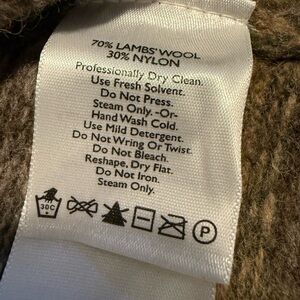 70% LAMBS' WOOL
30% NYLON
Professionally Dry Clean.
Use Fresh Solvent.
Do Not Press.
Steam Only. -Or-
Hand Wash Cold.
Use Mild Detergent.
Do Not Wring Or Twist.
Do Not Bleach.
Reshape, Dry Flat.
Do Not Iron.
Steam Only.
30C P